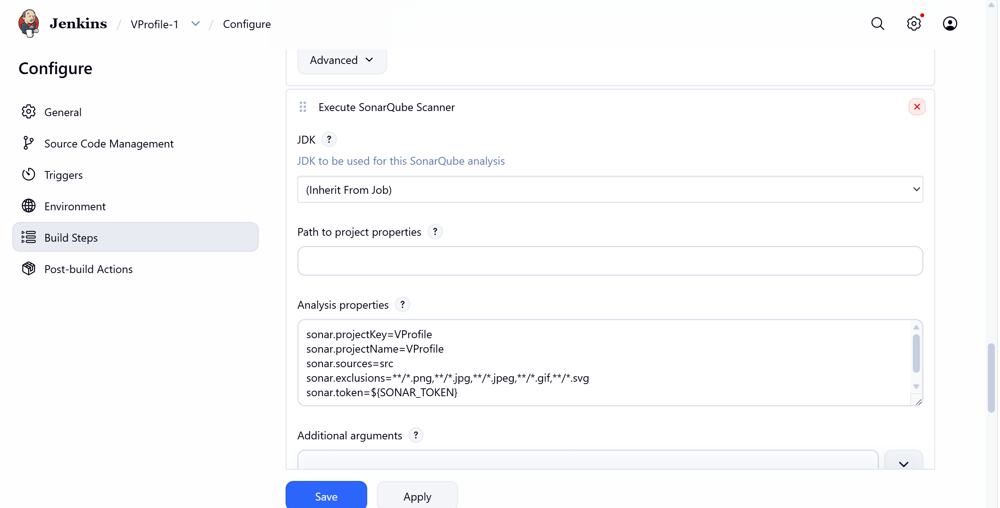 Jenkins / VProfile-1 / Configure
Configure
General
Source Code Management
Triggers
Environment
Build Steps
Post-build Actions
Advanced
Execute SonarQube Scanner
JDK ?
JDK to be used for this SonarQube analysis
(Inherit From Job)
Path to project properties ?
Analysis properties ?
sonar.projectKey=VProfile
sonar.projectName=VProfile
sonar.sources=src
sonar.exclusions=**/*.png,**/*.jpg,**/*.jpeg,**/*.gif,**/*.svg
sonar.token=${SONAR_TOKEN}
Additional arguments ?
Save
Apply